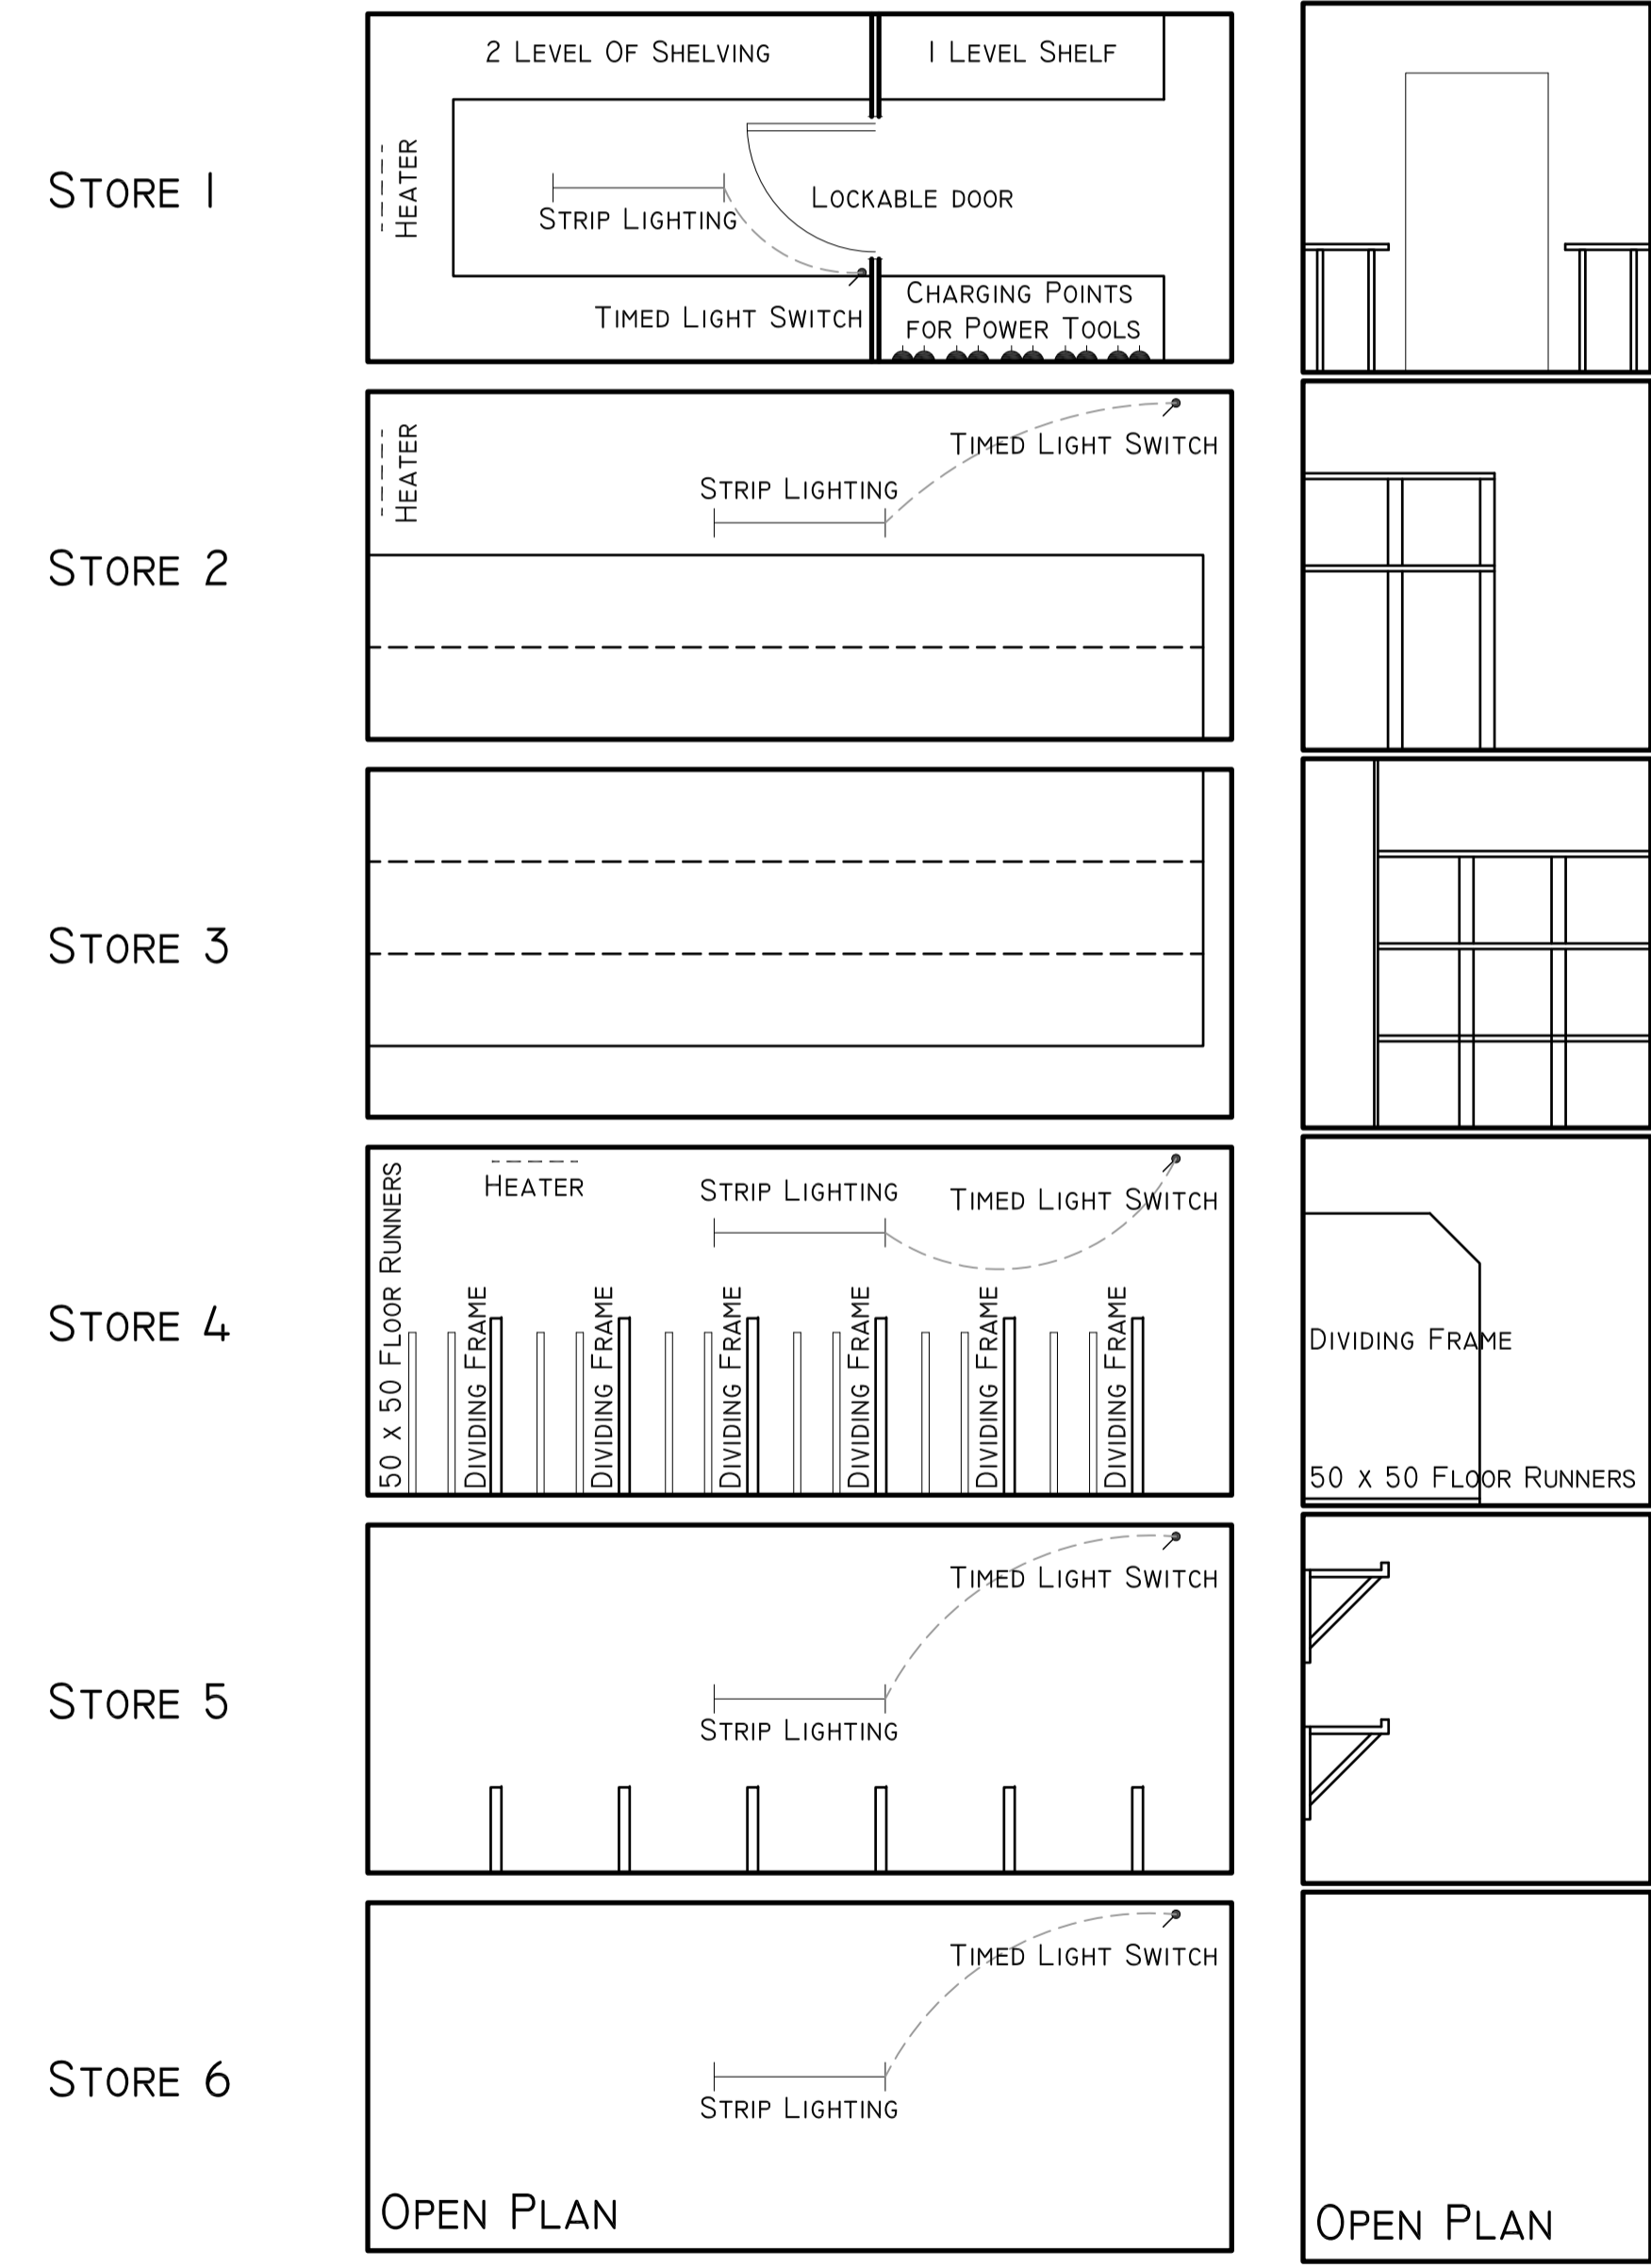 Store 1
2 Level Of Shelving
1 Level Shelf
Heater
Strip Lighting
Lockable door
Timed Light Switch
Charging Points
for Power Tools
Store 2
Heater
Timed Light Switch
Strip Lighting
Store 3
Store 4
50 x 50 Floor Runners
Heater
Strip Lighting
Timed Light Switch
Dividing Frame
Dividing Frame
Dividing Frame
Dividing Frame
Dividing Frame
Dividing Frame
Dividing Frame
50 x 50 Floor Runners
Store 5
Timed Light Switch
Strip Lighting
Store 6
Timed Light Switch
Strip Lighting
Open Plan
Open Plan